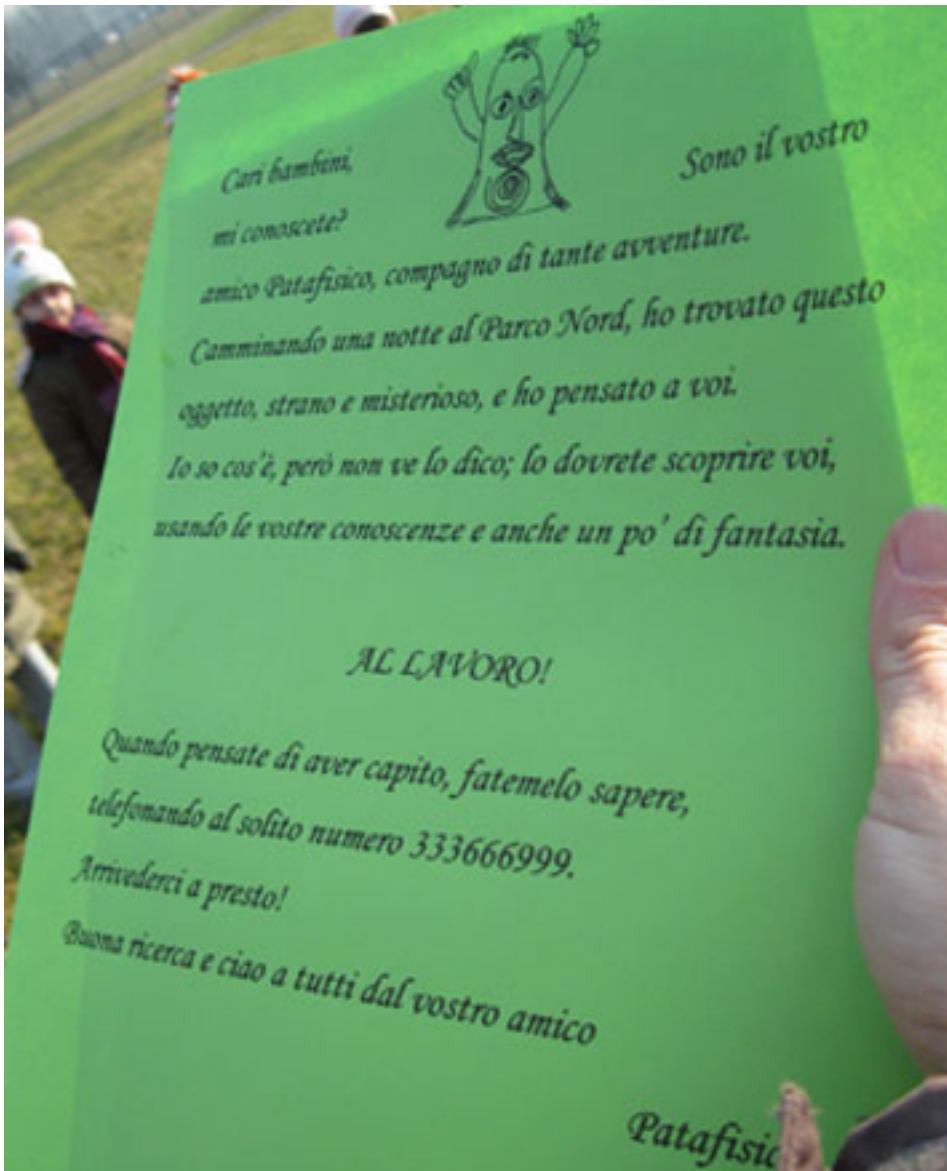 Cari bambini,
mi conoscete? Sono il vostro
amico Patafisico, compagno di tante avventure.
Camminando una notte al Parco Nord, ho trovato questo
oggetto, strano e misterioso, e ho pensato a voi.
Io so cos'è, però non ve lo dico; lo dovrete scoprire voi,
usando le vostre conoscenze e anche un po' di fantasia.
AL LAVORO!
Quando pensate di aver capito, fatemelo sapere,
telefonando al solito numero 333666999.
Arrivederci a presto!
Buona ricerca e ciao a tutti dal vostro amico
Patafisic